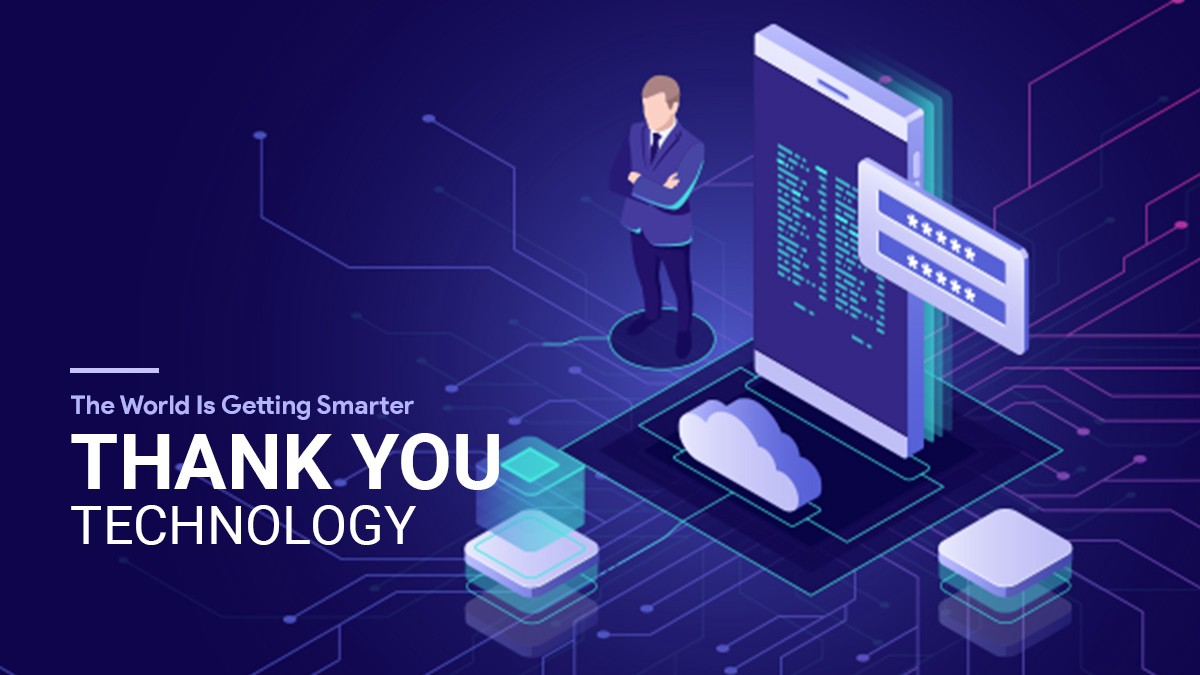 The World Is Getting Smarter
THANK YOU
TECHNOLOGY
*****
*****